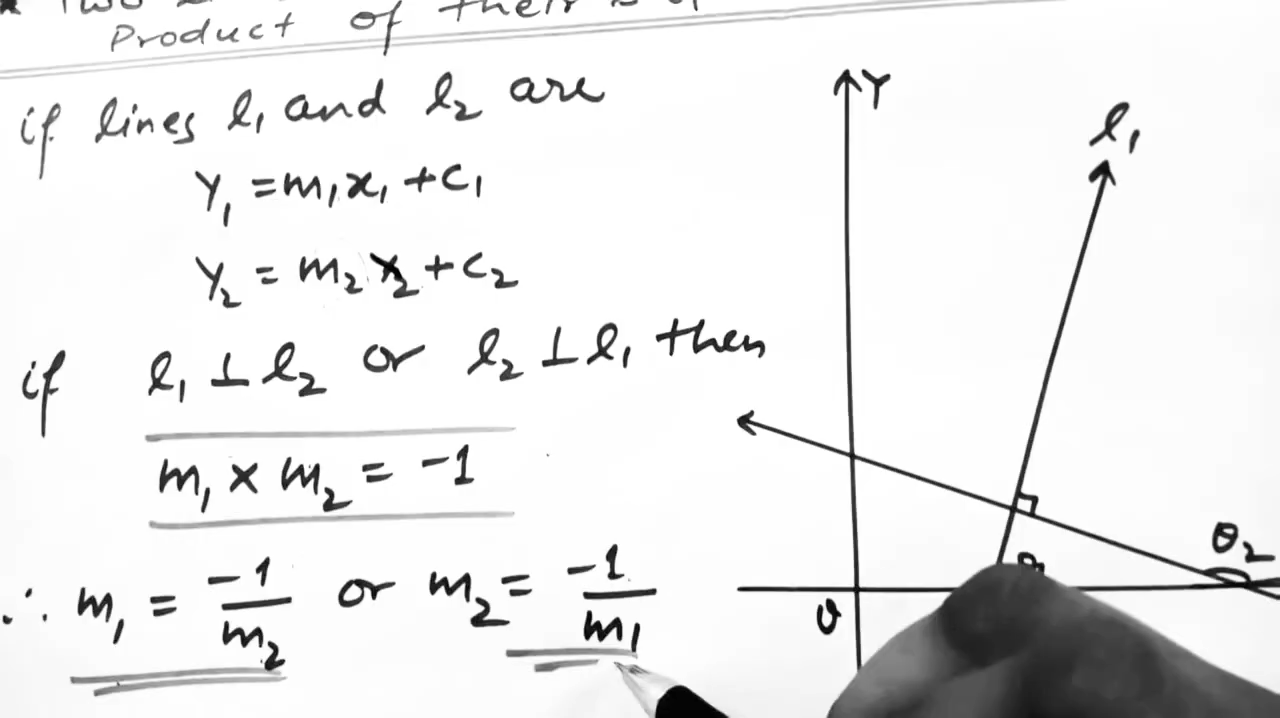 Product of their
if lines l₁ and l₂ are
Y₁ = m₁x₁ + c₁
Y₂ = m₂x₂ + c₂
if l₁ ⊥ l₂ or l₂ ⊥ l₁ then
m₁ × m₂ = -1
∴ m₁ = -1/m₂ or m₂ = -1/m₁
Y
l₁
θ₂
O